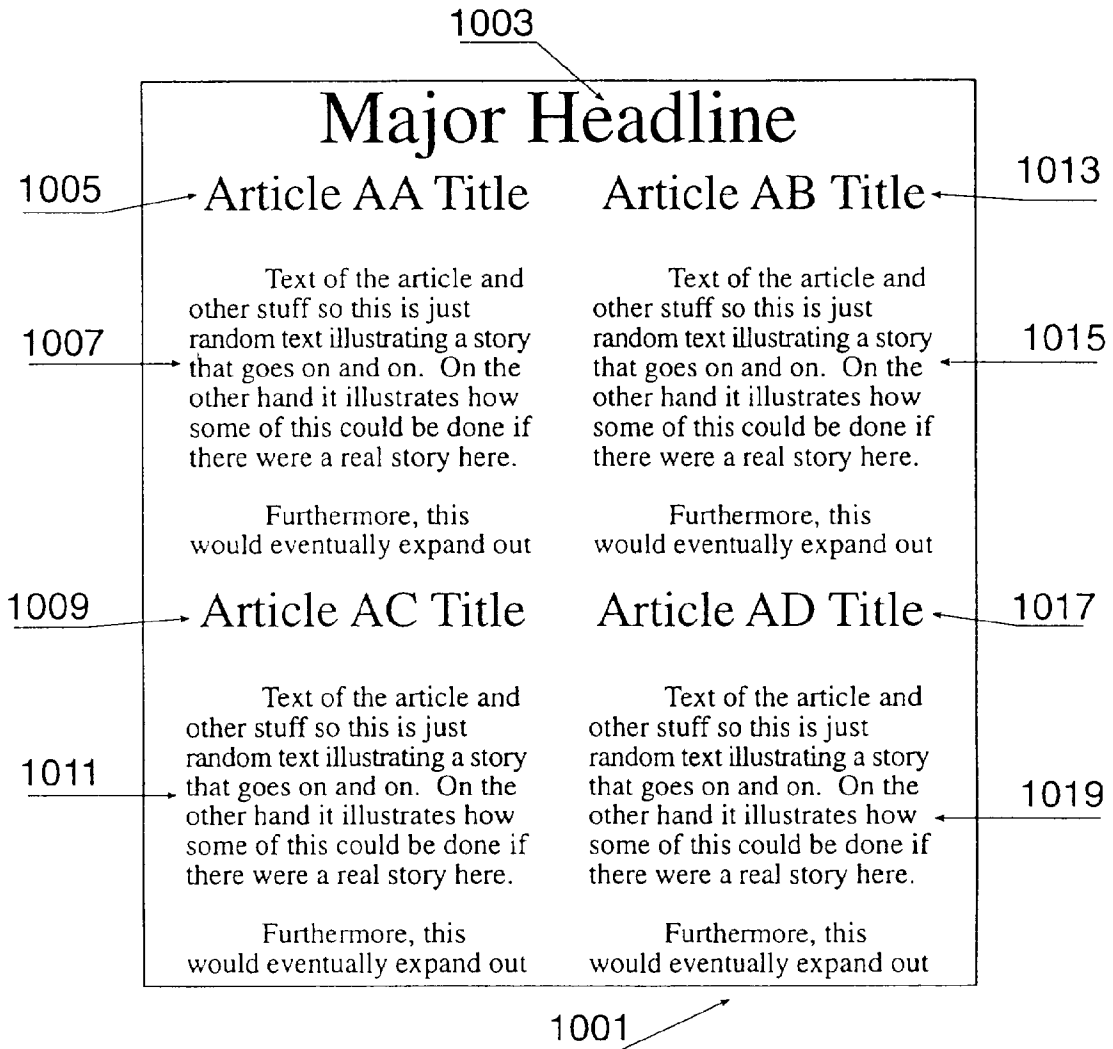 1003
Major Headline
1005
Article AA Title
Text of the article and
other stuff so this is just
random text illustrating a story
that goes on and on. On the
other hand it illustrates how
some of this could be done if
there were a real story here.
Furthermore, this
would eventually expand out
1007
Article AB Title
1013
Text of the article and
other stuff so this is just
random text illustrating a story
that goes on and on. On the
other hand it illustrates how
some of this could be done if
there were a real story here.
Furthermore, this
would eventually expand out
1015
1009
Article AC Title
Text of the article and
other stuff so this is just
random text illustrating a story
that goes on and on. On the
other hand it illustrates how
some of this could be done if
there were a real story here.
Furthermore, this
would eventually expand out
1011
Article AD Title
1017
Text of the article and
other stuff so this is just
random text illustrating a story
that goes on and on. On the
other hand it illustrates how
some of this could be done if
there were a real story here.
Furthermore, this
would eventually expand out
1019
1001